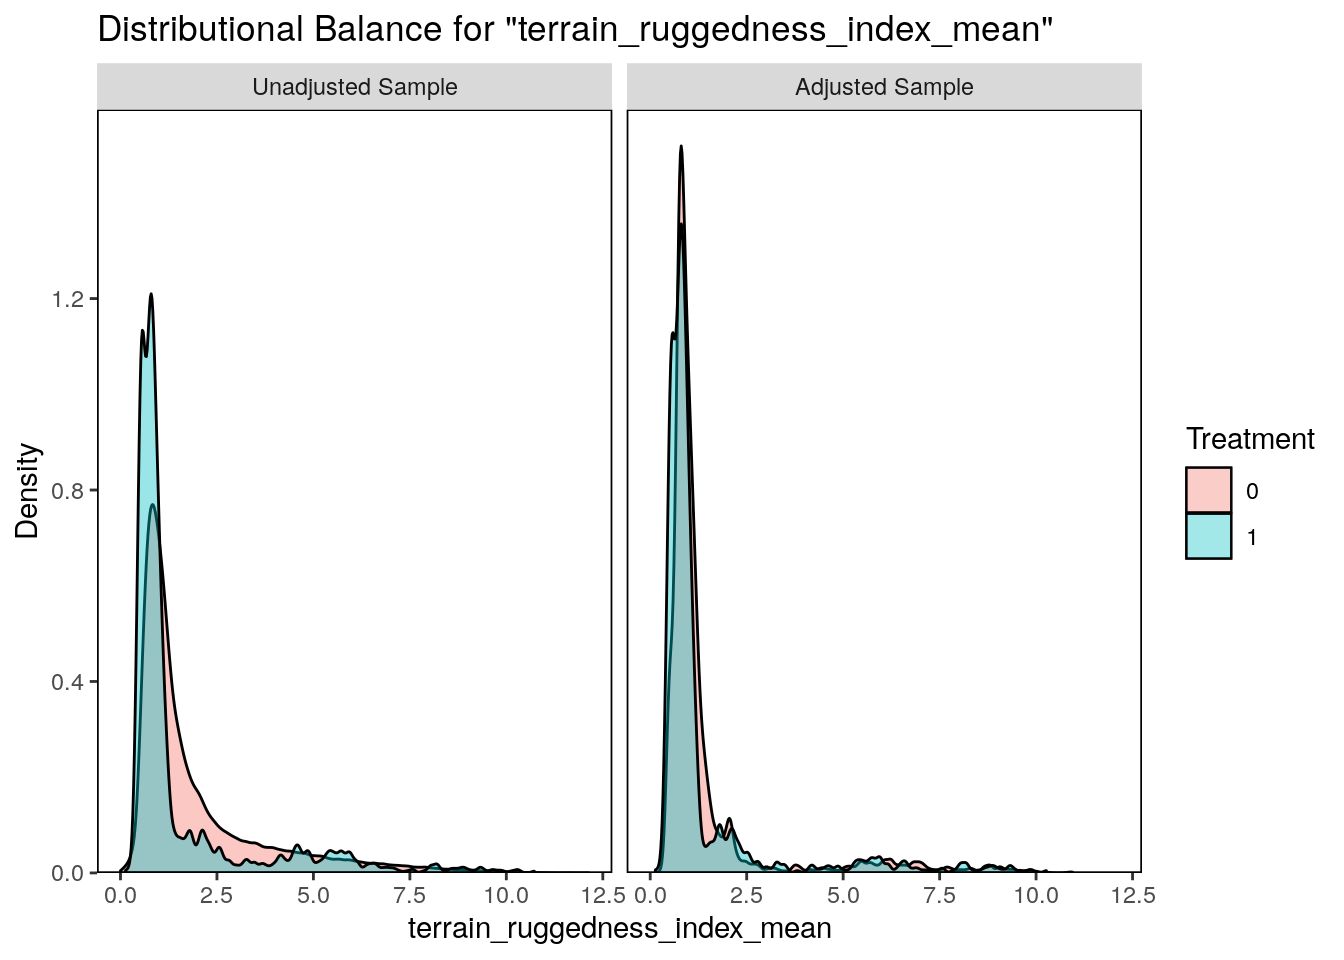 Distributional Balance for "terrain_ruggedness_index_mean"
Unadjusted Sample
Adjusted Sample
Density
1.2
0.8
0.4
0.0
0.0 2.5 5.0 7.5 10.0 12.5
0.0 2.5 5.0 7.5 10.0 12.5
terrain_ruggedness_index_mean
Treatment
0
1